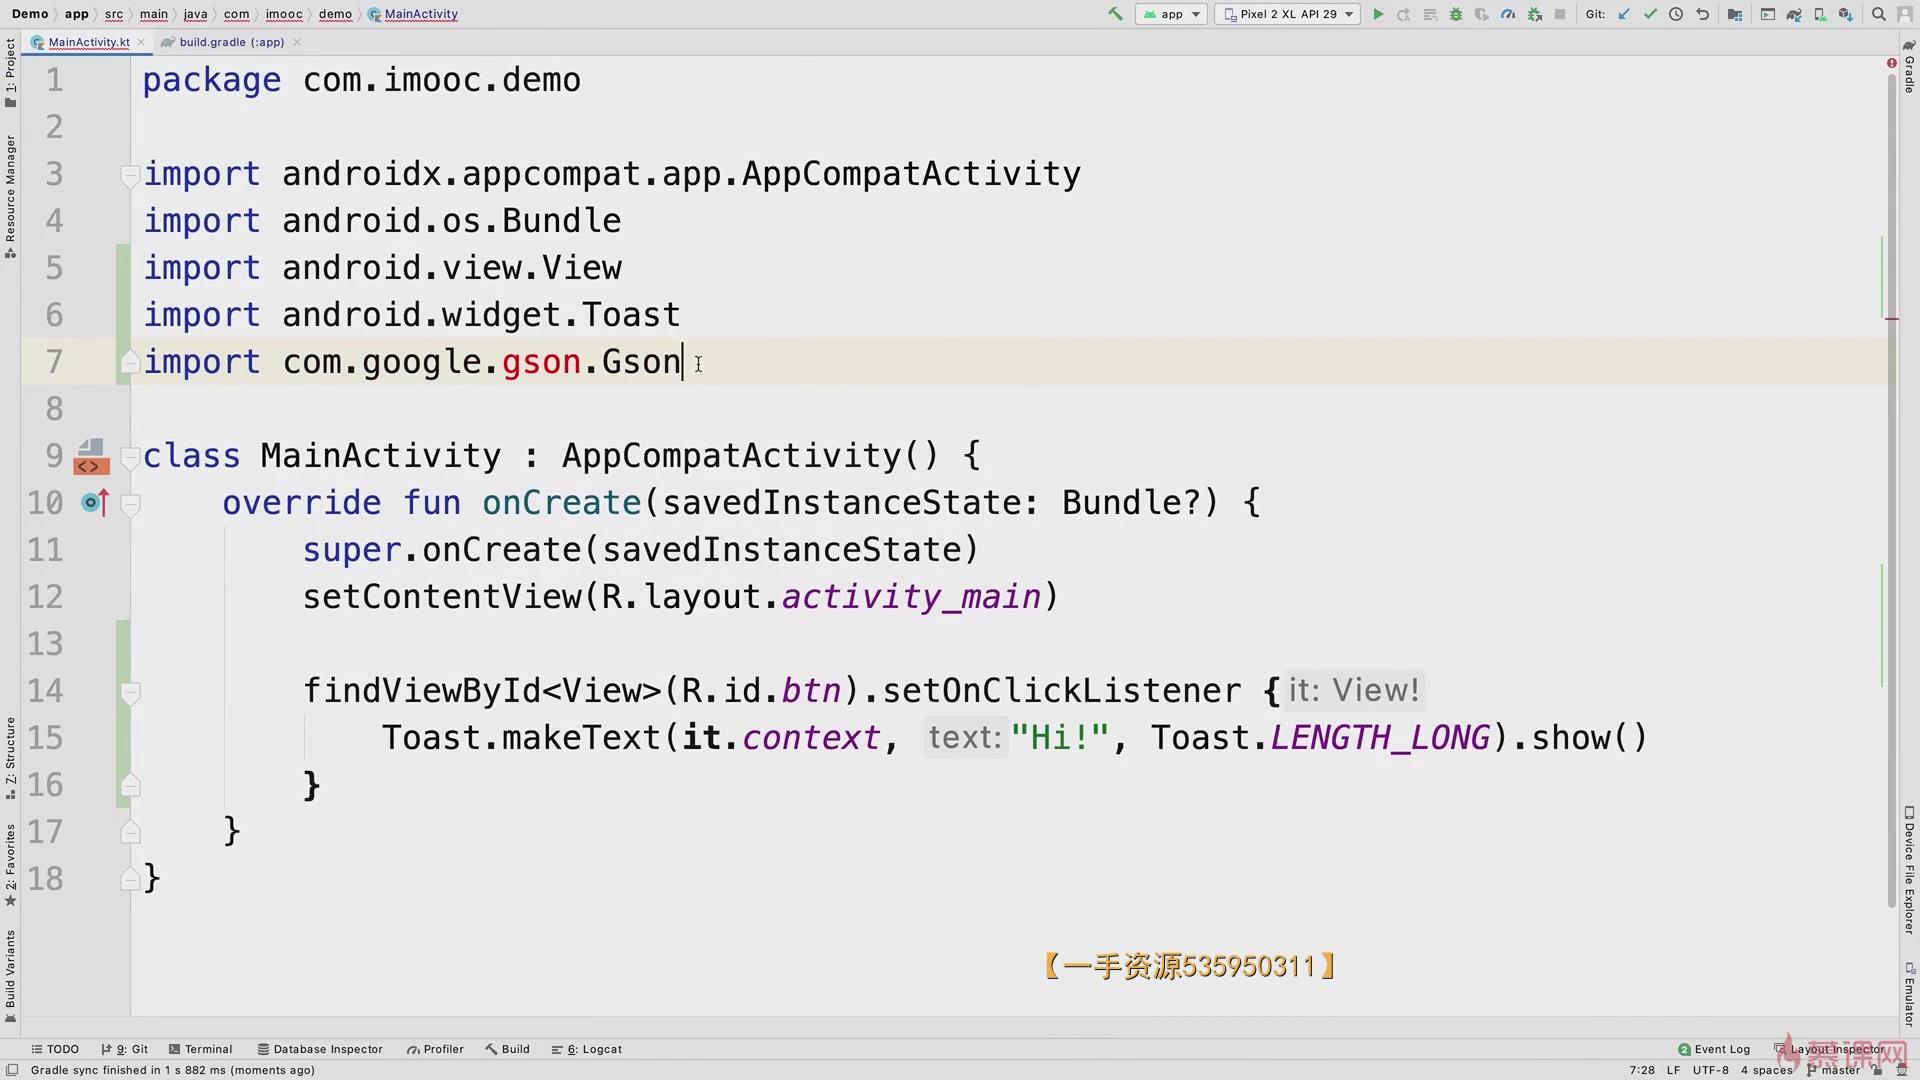 Demo app src main java com imooc demo MainActivity app Pixel 2 XL API 29 Git:
MainActivity.kt build.gradle (:app)
1: Project
Resource Manager
Z: Structure
2: Favorites
Build Variants
Gradle
Device File Explorer
Emulator
1 package com.imooc.demo
2
3 import androidx.appcompat.app.AppCompatActivity
4 import android.os.Bundle
5 import android.view.View
6 import android.widget.Toast
7 import com.google.gson.Gson
8
9 class MainActivity : AppCompatActivity() {
10 override fun onCreate(savedInstanceState: Bundle?) {
11 super.onCreate(savedInstanceState)
12 setContentView(R.layout.activity_main)
13
14 findViewById<View>(R.id.btn).setOnClickListener { it: View!
15 Toast.makeText(it.context, text: "Hi!", Toast.LENGTH_LONG).show()
16 }
17 }
18 }
【一手资源535950311】
TODO 9: Git Terminal Database Inspector Profiler Build 6: Logcat 2 Event Log Layout Inspector
慕课网
Gradle sync finished in 1 s 882 ms (moments ago) 7:28 LF UTF-8 4 spaces master